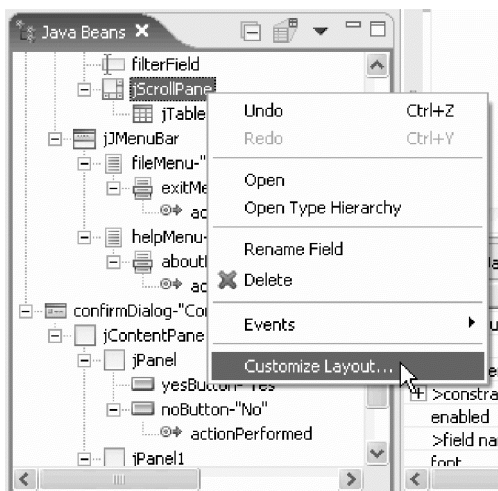 Java Beans
filterField
jScrollPane
jTable
jJMenuBar
fileMenu-"
exitMe
ac
helpMenu-
about
ac
confirmDialog-"Co
jContentPane
jPanel
yesButton-"Yes"
noButton-"No"
actionPerformed
jPanel1
Undo Ctrl+Z
Redo Ctrl+Y
Open
Open Type Hierarchy
Rename Field
Delete
Events
Customize Layout...
>constra
enabled
>field na
font